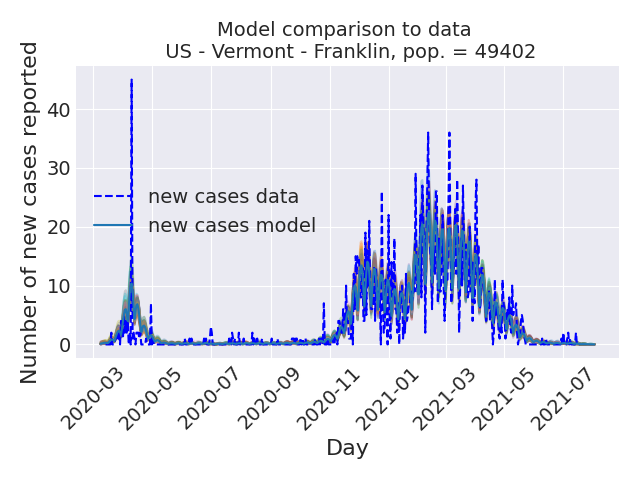 Model comparison to data
US - Vermont - Franklin, pop. = 49402
Number of new cases reported
40
30
20
10
0
new cases data
new cases model
2020-03
2020-05
2020-07
2020-09
2020-11
2021-01
2021-03
2021-05
2021-07
Day